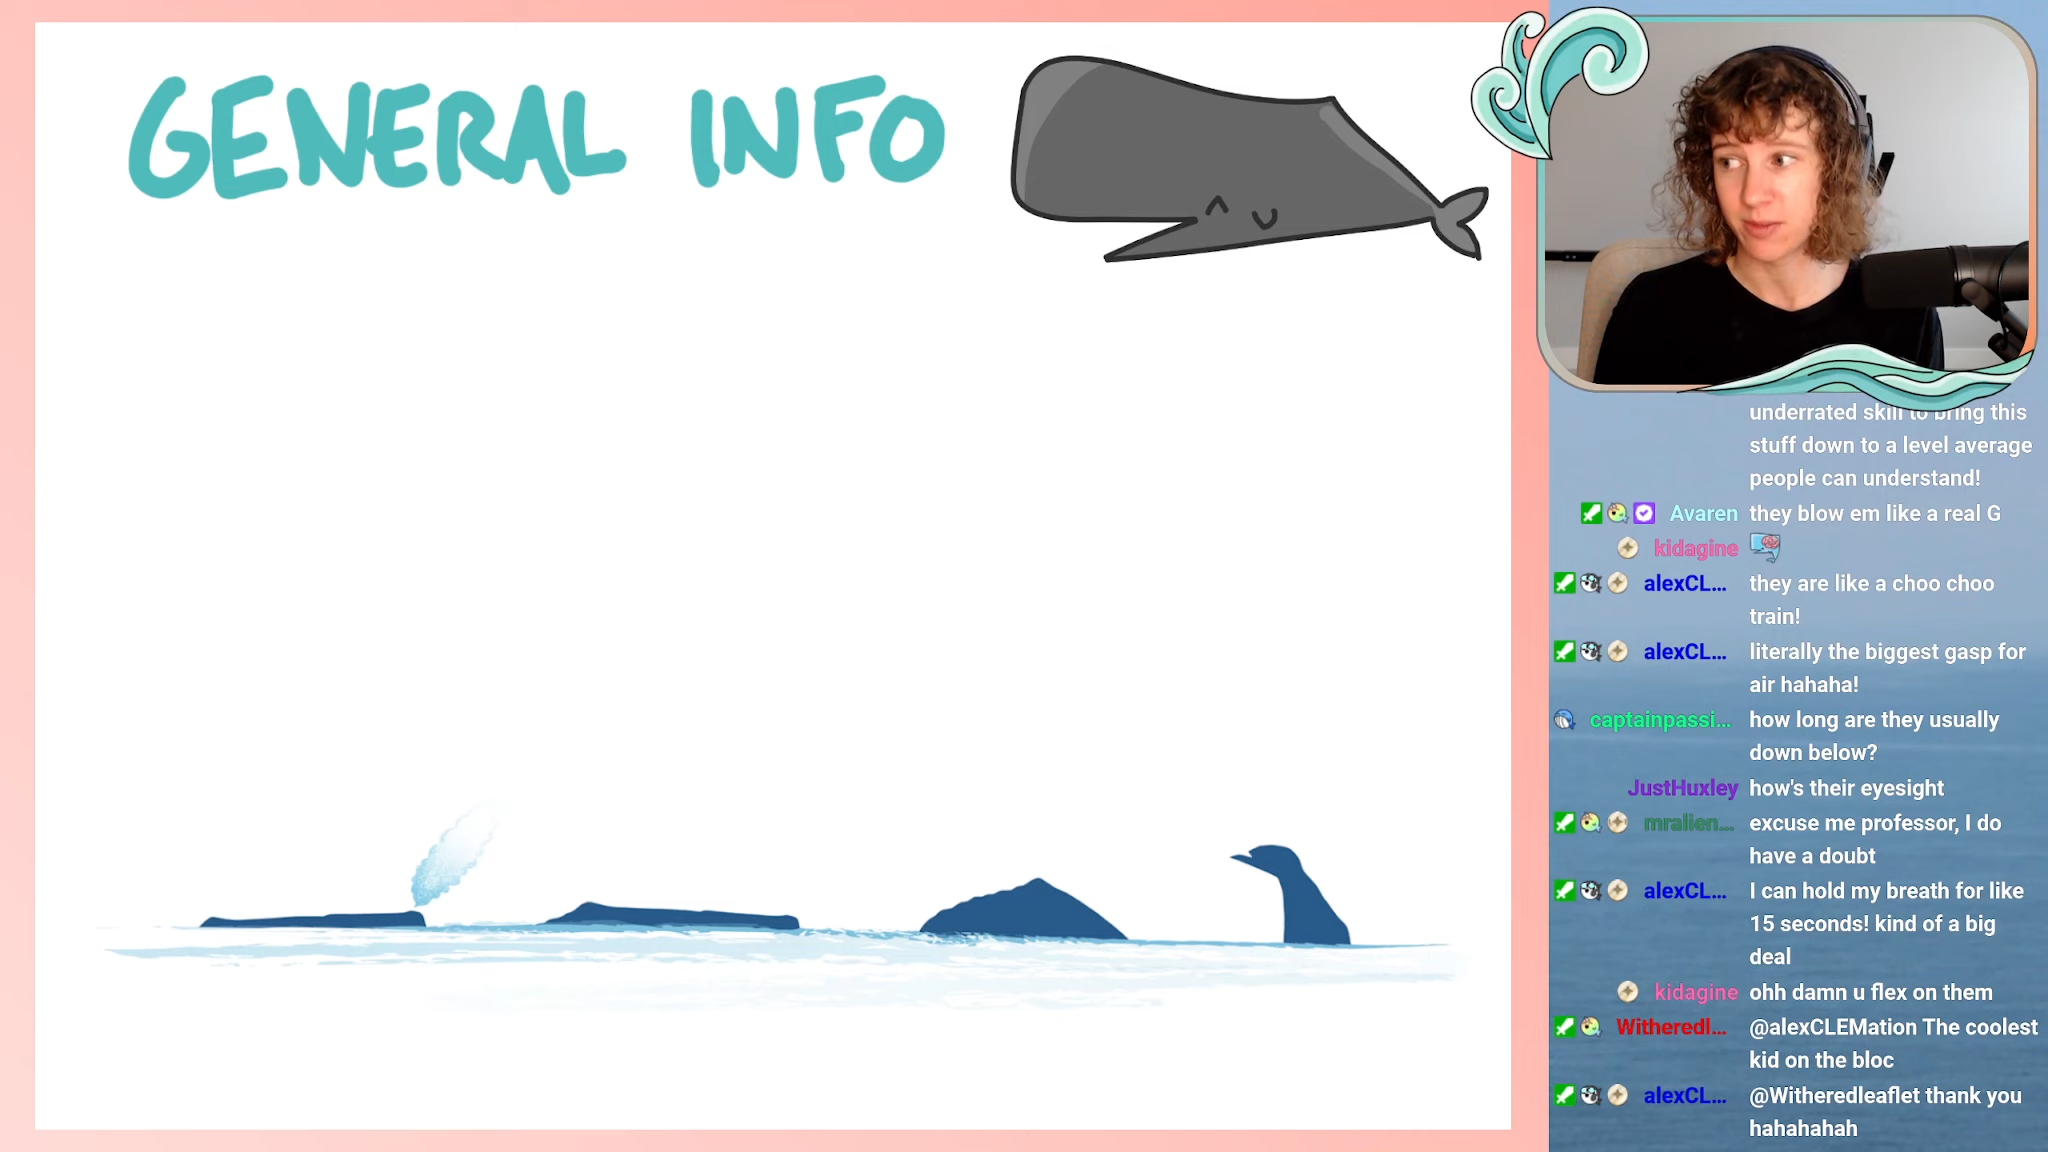 GENERAL INFO
underrated skill to bring this
stuff down to a level average
people can understand!
Avaren they blow em like a real G
kidagine
alexCL... they are like a choo choo
train!
alexCL... literally the biggest gasp for
air hahaha!
captainpassi... how long are they usually
down below?
JustHuxley how's their eyesight
mralien... excuse me professor, I do
have a doubt
alexCL... I can hold my breath for like
15 seconds! kind of a big
deal
kidagine ohh damn u flex on them
Witheredl... @alexCLEMation The coolest
kid on the bloc
alexCL... @Witheredleaflet thank you
hahahahah